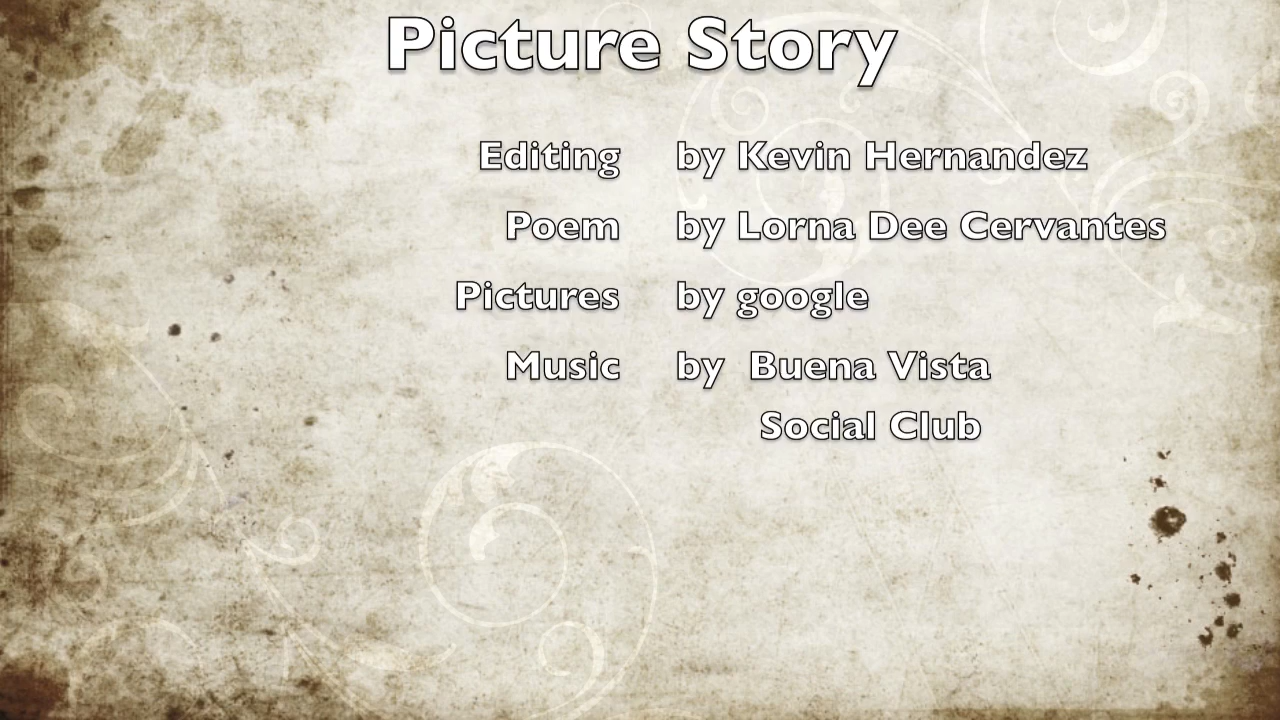 Picture Story
Editing by Kevin Hernandez
Poem by Lorna Dee Cervantes
Pictures by google
Music by Buena Vista
Social Club